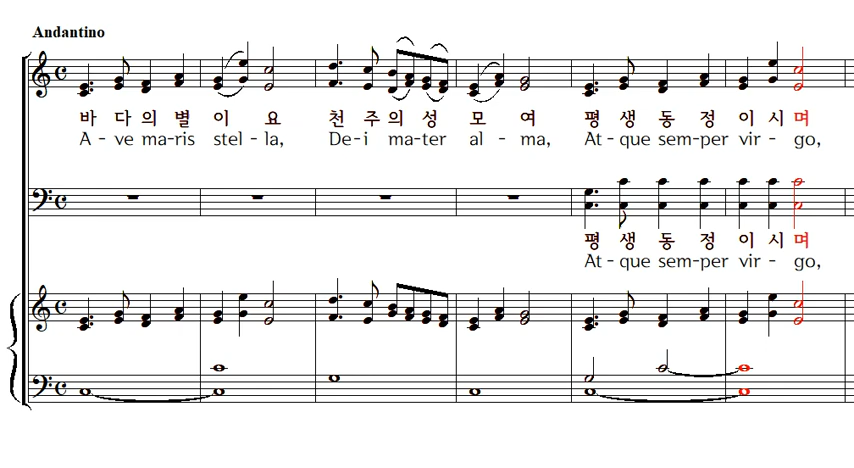 Andantino
바 다 의 별 이 요 천 주 의 성 모 여 평 생 동 정 이 시 며
A - ve ma-ris stel - la, De-i ma-ter al - ma, At-que sem-per vir - go,
평 생 동 정 이 시 며
At-que sem-per vir - go,